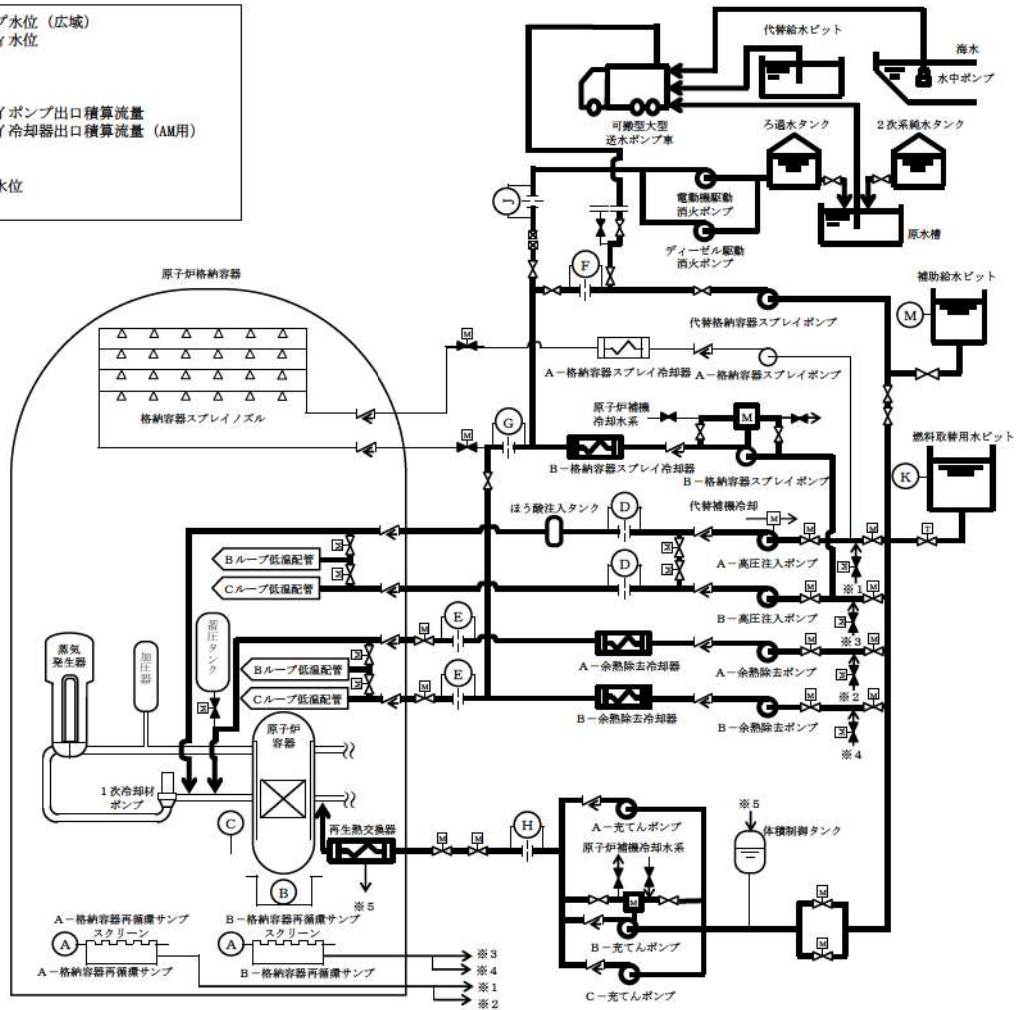 プ水位（広域）
ィ水位
イポンプ出口積算流量
イ冷却器出口積算流量（AM用）
水位
代替給水ピット
海水
水中ポンプ
可搬型大型
送水ポンプ車
ろ過水タンク
2次系純水タンク
J
電動機駆動
消火ポンプ
原水槽
ディーゼル駆動
消火ポンプ
原子炉格納容器
F
補助給水ピット
M
代替格納容器スプレイポンプ
M
A－格納容器スプレイ冷却器
A－格納容器スプレイポンプ
格納容器スプレイノズル
原子炉補機
冷却水系
M
G
M
燃料取替用水ピット
K
B－格納容器スプレイ冷却器
B－格納容器スプレイポンプ
ほう酸注入タンク
D
代替補機冷却
M
M
M
T
A－高圧注入ポンプ
M
M
M
※1
Bループ低温配管
D
M
M
M
Cループ低温配管
B－高圧注入ポンプ
M
※3
E
M
M
M
蒸気
発生器
加圧器
蓄圧タンク
M
Bループ低温配管
A－余熱除去冷却器
A－余熱除去ポンプ
M
※2
E
M
M
M
M
Cループ低温配管
B－余熱除去冷却器
B－余熱除去ポンプ
M
※4
原子炉
容器
1次冷却材
ポンプ
C
B
再生熱交換器
※5
M
M
H
A－充てんポンプ
原子炉補機冷却水系
M
B－充てんポンプ
C－充てんポンプ
※5
体積制御タンク
M
M
A－格納容器再循環サンプ
スクリーン
B－格納容器再循環サンプ
スクリーン
A
A
A－格納容器再循環サンプ
B－格納容器再循環サンプ
※3
※4
※1
※2